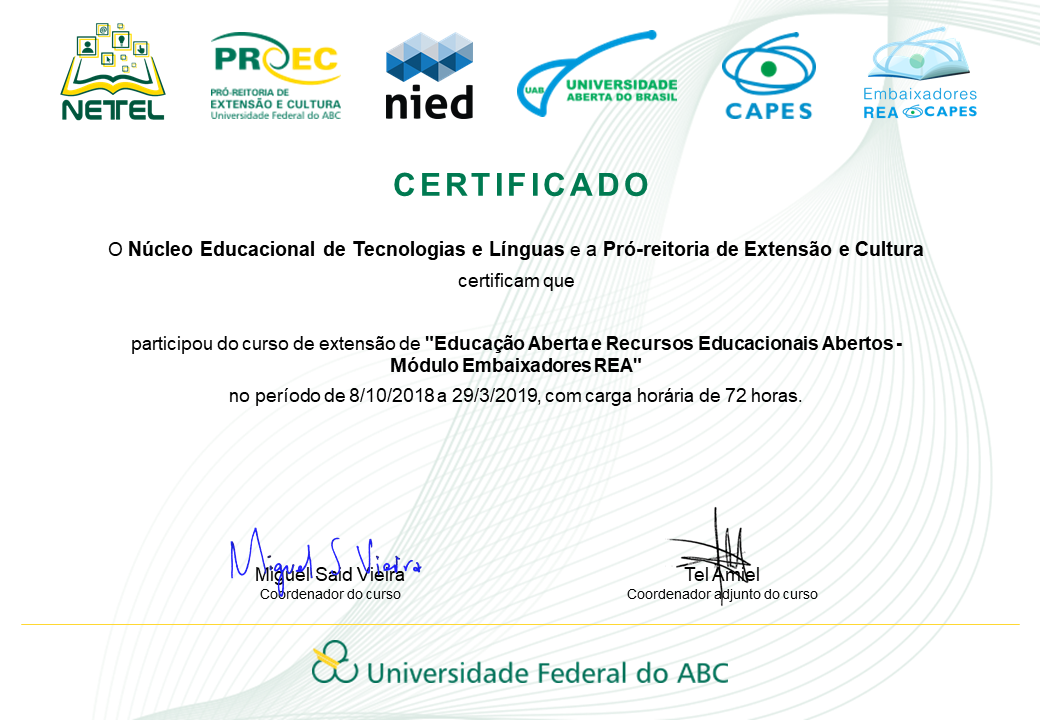 NETEL
PROEC
PRÓ-REITORIA DE
EXTENSÃO E CULTURA
Universidade Federal do ABC
nied
UAB
UNIVERSIDADE
ABERTA DO BRASIL
CAPES
Embaixadores
REA CAPES
CERTIFICADO
O Núcleo Educacional de Tecnologias e Línguas e a Pró-reitoria de Extensão e Cultura
certificam que
participou do curso de extensão de "Educação Aberta e Recursos Educacionais Abertos -
Módulo Embaixadores REA"
no período de 8/10/2018 a 29/3/2019, com carga horária de 72 horas.
Miguel S Vieira
Miguel Said Vieira
Coordenador do curso
Tel Amiel
Coordenador adjunto do curso
Universidade Federal do ABC